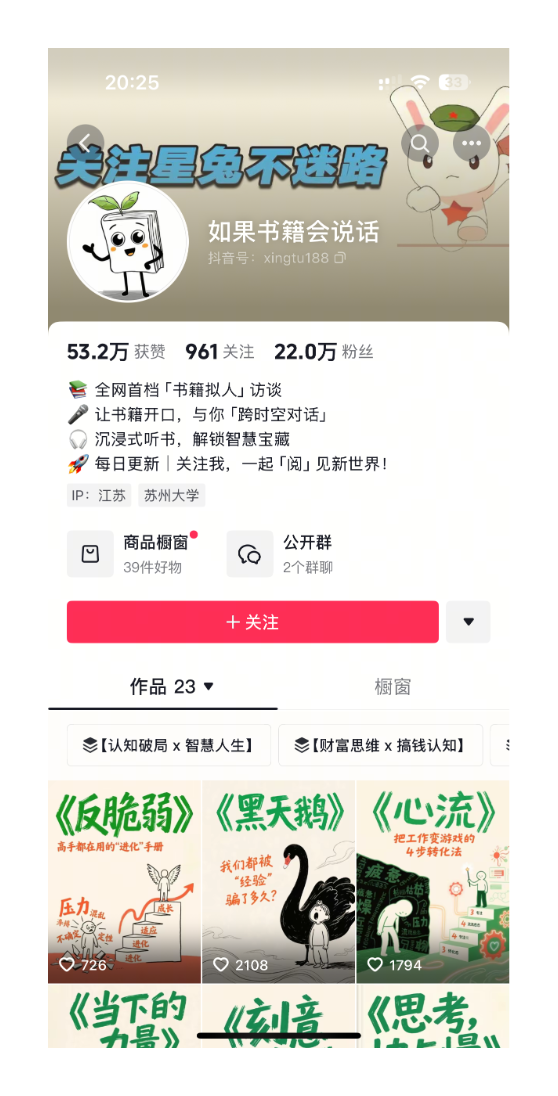 20:25
33
关注星兔不迷路
如果书籍会说话
抖音号：xingtu188
53.2万 获赞 961 关注 22.0万 粉丝
📚 全网首档「书籍拟人」访谈
🎤 让书籍开口，与你「跨时空对话」
🎧 沉浸式听书，解锁智慧宝藏
🚀 每日更新｜关注我，一起「阅」见新世界！
IP：江苏 苏州大学
商品橱窗
39件好物
公开群
2个群聊
＋关注
作品 23 ▼
橱窗
【认知破局 x 智慧人生】
【财富思维 x 搞钱认知】
《反脆弱》
高手都在用的“进化”手册
压力
混乱
不确定性
成长
适应
进化
进化
726
《黑天鹅》
我们都被
“经验”
骗了多久？
2108
《心流》
把工作变游戏的
4步转化法
疲惫
压力
1794
《当下的
力量》
《刻意
《思考，